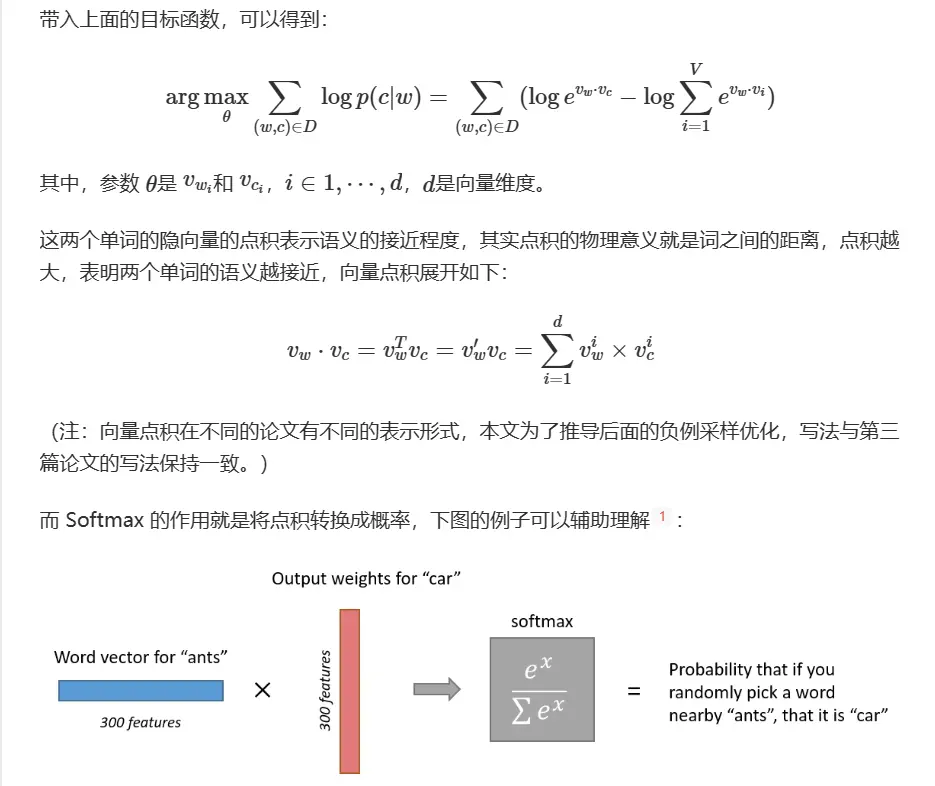 带入上面的目标函数，可以得到：
$$\arg\max_{\theta} \sum_{(w,c)\in D} \log p(c|w) = \sum_{(w,c)\in D} (\log e^{v_w \cdot v_c} - \log \sum_{i=1}^{V} e^{v_w \cdot v_i})$$
其中，参数 $\theta$是 $v_{w_i}$和 $v_{c_i}$，$i \in 1, \cdots, d$，$d$是向量维度。
这两个单词的隐向量的点积表示语义的接近程度，其实点积的物理意义就是词之间的距离，点积越
大，表明两个单词的语义越接近，向量点积展开如下：
$$v_w \cdot v_c = v_w^T v_c = v_w' v_c = \sum_{i=1}^{d} v_w^i \times v_c^i$$
（注：向量点积在不同的论文有不同的表示形式，本文为了推导后面的负例采样优化，写法与第三
篇论文的写法保持一致。）
而 Softmax 的作用就是将点积转换成概率，下图的例子可以辅助理解 1 ：
Output weights for “car”
softmax
Word vector for “ants”
300 features
×
300 features
$$\frac{e^x}{\sum e^x}$$
=
Probability that if you
randomly pick a word
nearby “ants”, that it is “car”